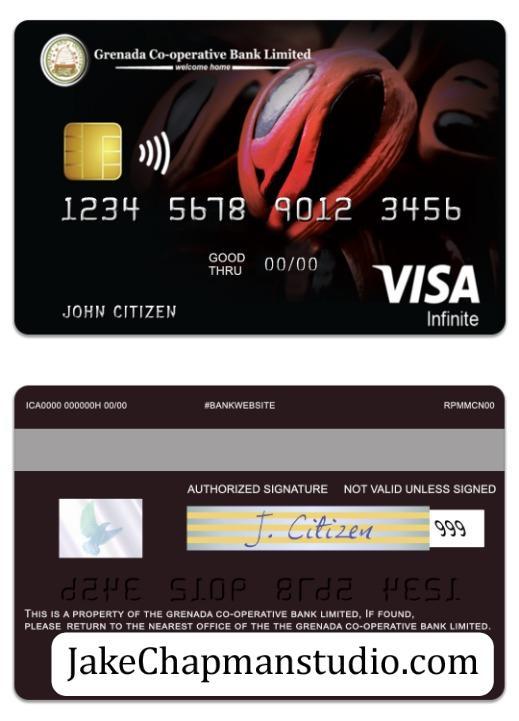 Grenada Co-operative Bank Limited
welcome home
1234 5678 9012 3456
GOOD THRU 00/00
VISA
Infinite
JOHN CITIZEN
ICA0000 000000H 00/00 #BANKWEBSITE RPMMCN00
AUTHORIZED SIGNATURE NOT VALID UNLESS SIGNED
J. Citizen 999
THIS IS A PROPERTY OF THE GRENADA CO-OPERATIVE BANK LIMITED, IF FOUND,
PLEASE RETURN TO THE NEAREST OFFICE OF THE THE GRENADA CO-OPERATIVE BANK LIMITED.
JakeChapmanstudio.com